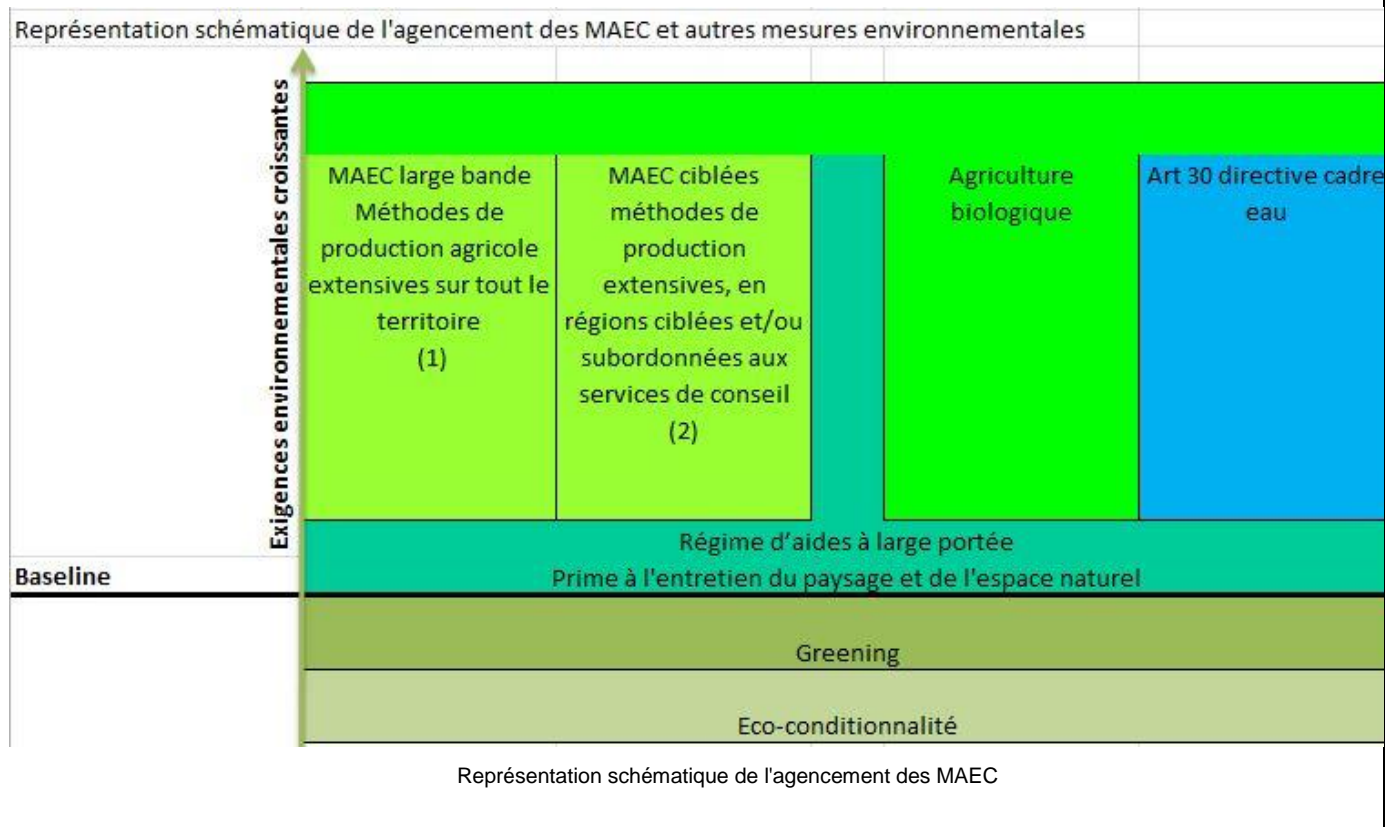 Représentation schématique de l'agencement des MAEC et autres mesures environnementales
Exigences environnementales croissantes
MAEC large bande
Méthodes de
production agricole
extensives sur tout le
territoire
(1)
MAEC ciblées
méthodes de
production
extensives, en
régions ciblées et/ou
subordonnées aux
services de conseil
(2)
Agriculture
biologique
Art 30 directive cadre
eau
Régime d’aides à large portée
Prime à l'entretien du paysage et de l'espace naturel
Baseline
Greening
Eco-conditionnalité
Représentation schématique de l'agencement des MAEC